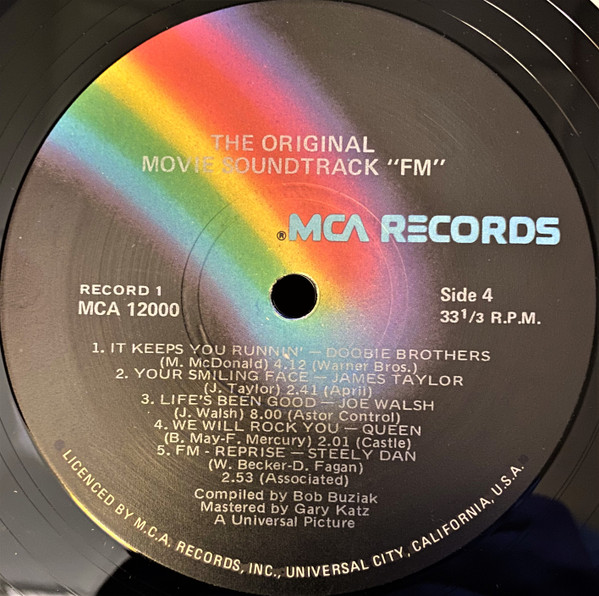 THE ORIGINAL
MOVIE SOUNDTRACK "FM"
®MCA RECORDS
RECORD 1
MCA 12000
Side 4
33 1/3 R.P.M.
1. IT KEEPS YOU RUNNIN' — DOOBIE BROTHERS
(M. McDonald) 4.12 (Warner Bros.)
2. YOUR SMILING FACE — JAMES TAYLOR
(J. Taylor) 2.41 (April)
3. LIFE'S BEEN GOOD — JOE WALSH
(J. Walsh) 8.00 (Astor Control)
4. WE WILL ROCK YOU — QUEEN
(B. May-F. Mercury) 2.01 (Castle)
5. FM - REPRISE — STEELY DAN
(W. Becker-D. Fagan)
2.53 (Associated)
Compiled by Bob Buziak
Mastered by Gary Katz
A Universal Picture
LICENCED BY M.C.A. RECORDS, INC., UNIVERSAL CITY, CALIFORNIA, U.S.A.